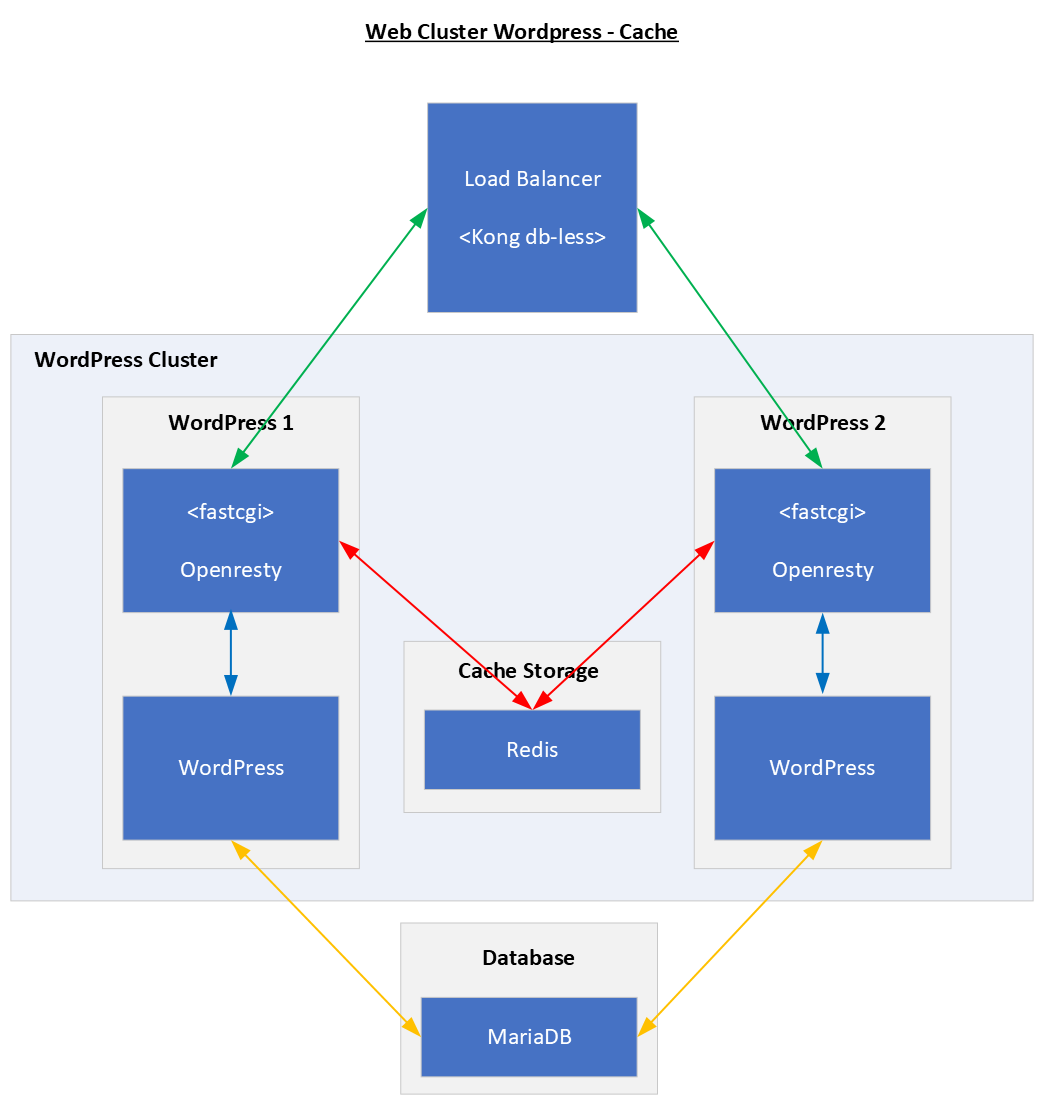 Web Cluster Wordpress - Cache
Load Balancer
<Kong db-less>
WordPress Cluster
WordPress 1
WordPress 2
<fastcgi>
Openresty
<fastcgi>
Openresty
Cache Storage
Redis
WordPress
WordPress
Database
MariaDB